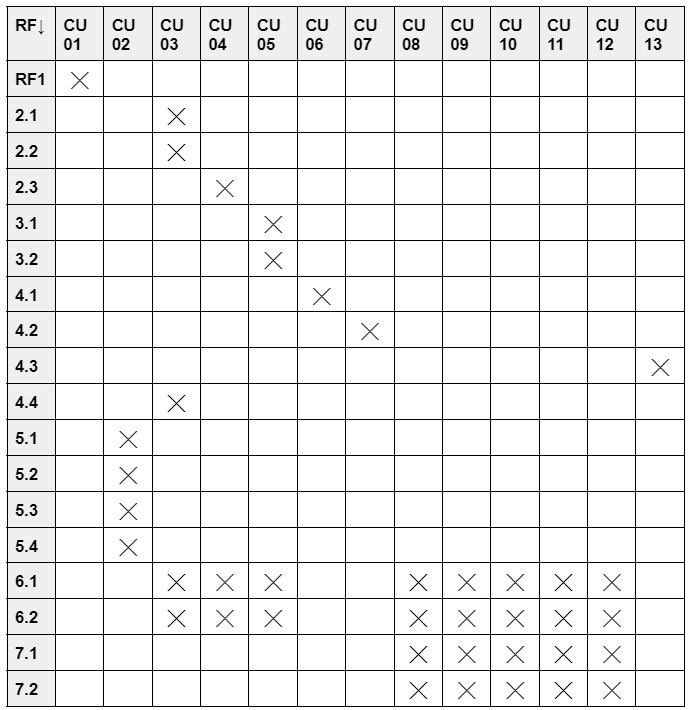 RF↓ CU 01 CU 02 CU 03 CU 04 CU 05 CU 06 CU 07 CU 08 CU 09 CU 10 CU 11 CU 12 CU 13
RF1 ×
2.1 ×
2.2 ×
2.3 ×
3.1 ×
3.2 ×
4.1 ×
4.2 ×
4.3 ×
4.4 ×
5.1 ×
5.2 ×
5.3 ×
5.4 ×
6.1 × × × × × × × ×
6.2 × × × × × × × ×
7.1 × × × × ×
7.2 × × × × ×